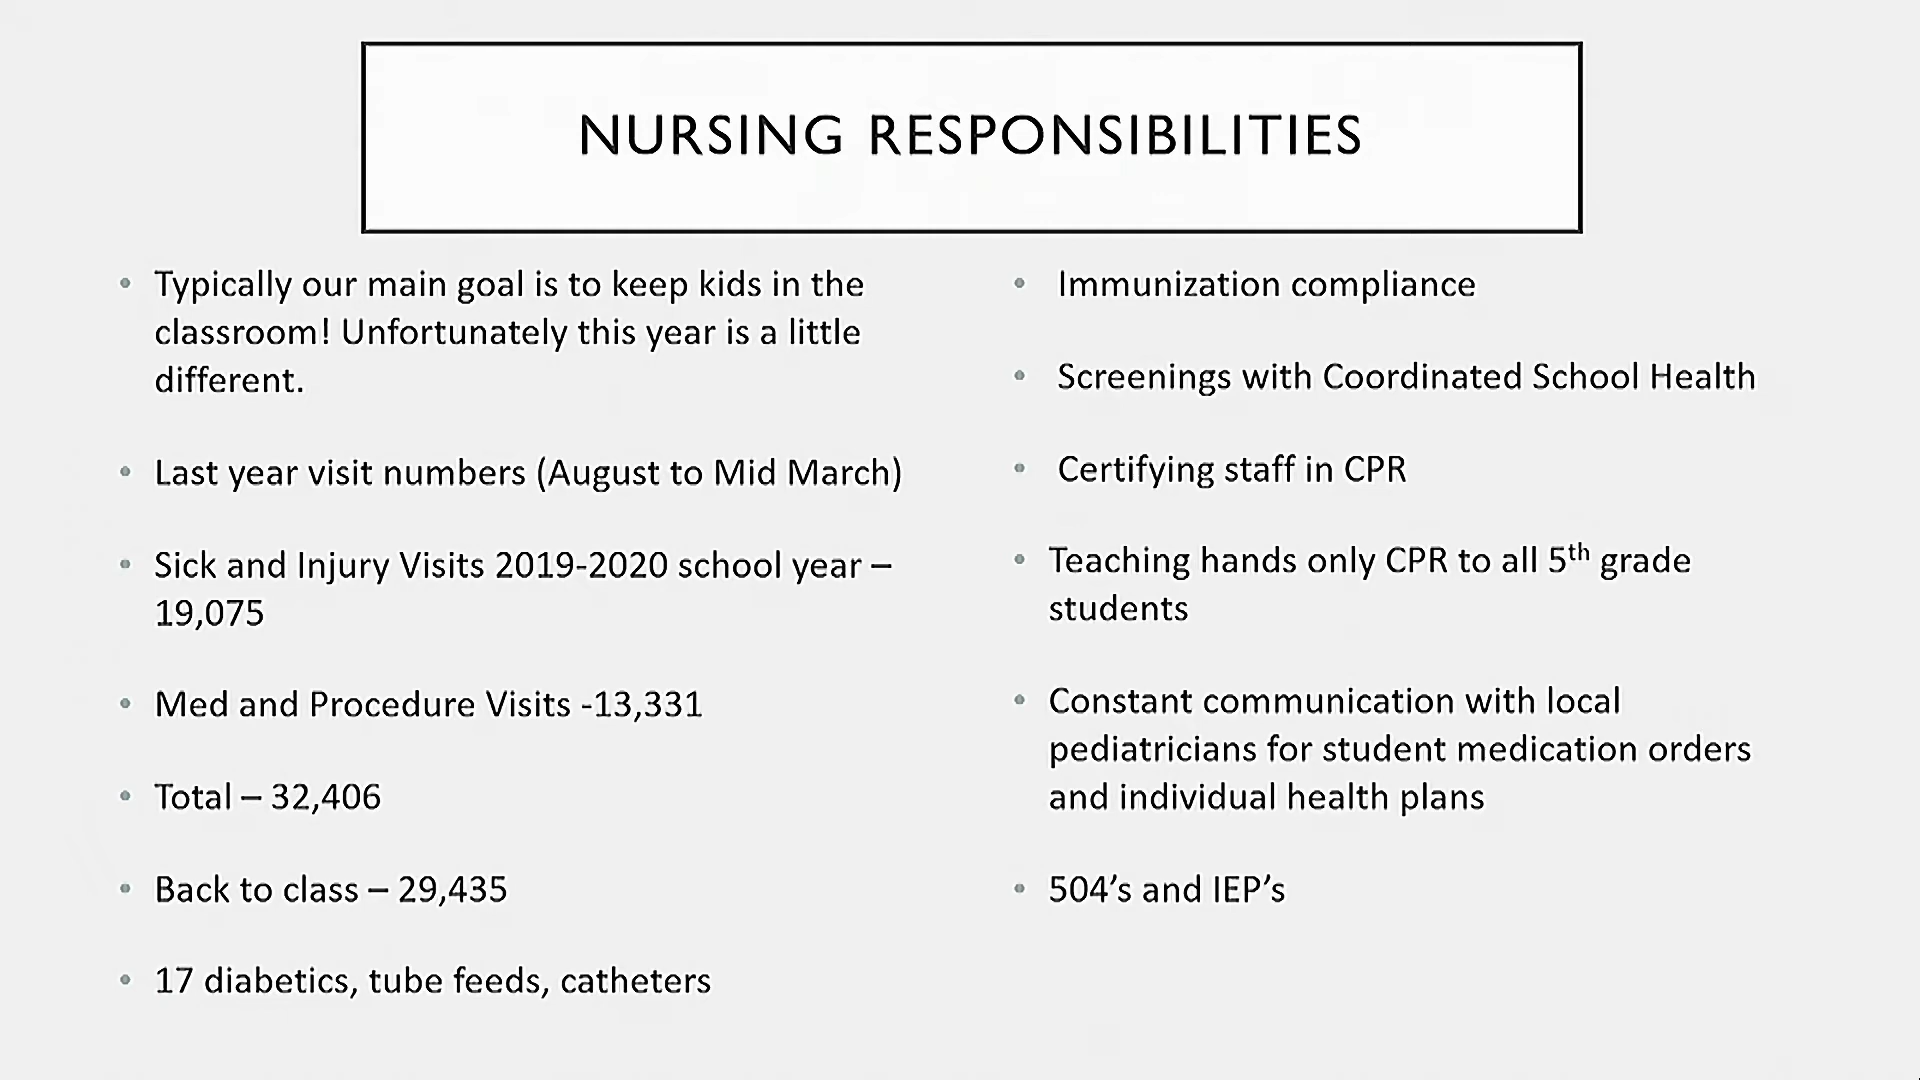 NURSING RESPONSIBILITIES
• Typically our main goal is to keep kids in the
classroom! Unfortunately this year is a little
different.
• Last year visit numbers (August to Mid March)
• Sick and Injury Visits 2019-2020 school year –
19,075
• Med and Procedure Visits -13,331
• Total – 32,406
• Back to class – 29,435
• 17 diabetics, tube feeds, catheters
• Immunization compliance
• Screenings with Coordinated School Health
• Certifying staff in CPR
• Teaching hands only CPR to all 5th grade
students
• Constant communication with local
pediatricians for student medication orders
and individual health plans
• 504’s and IEP’s